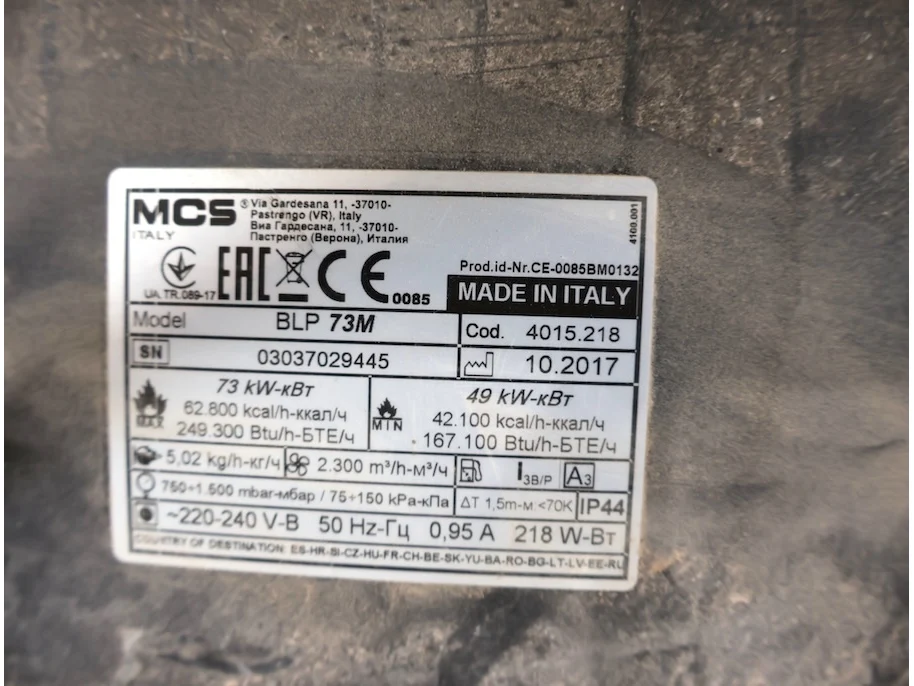 MCS ® Via Gardesana 11, -37010-
ITALY Pastrengo (VR), Italy
Виа Гардесана, 11, -37010-
Пастренго (Верона), Италия
4160.001
UA.TR.089-17 EAC CE 0085
Prod.id-Nr.CE-0085BM0132
MADE IN ITALY
Model BLP 73M Cod. 4015.218
SN 03037029445 10.2017
MAX 73 kW-кВт
62.800 kcal/h-ккал/ч
249.300 Btu/h-БТЕ/ч
MIN 49 kW-кВт
42.100 kcal/h-ккал/ч
167.100 Btu/h-БТЕ/ч
5,02 kg/h-кг/ч 2.300 m³/h-м³/ч I3B/P A3
750÷1.500 mbar-мбар / 75÷150 kPa-кПа ΔT 1,5m-м:<70K IP44
~220-240 V-В 50 Hz-Гц 0,95 A 218 W-Вт
COUNTRY OF DESTINATION: ES-HR-SI-CZ-HU-FR-CH-BE-SK-YU-BA-RO-BG-LT-LV-EE-RU